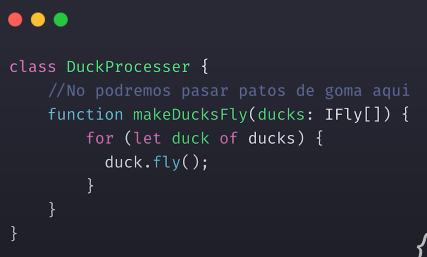 class DuckProcesser {
    //No podremos pasar patos de goma aqui
    function makeDucksFly(ducks: IFly[]) {
        for (let duck of ducks) {
          duck.fly();
        }
    }
}
{